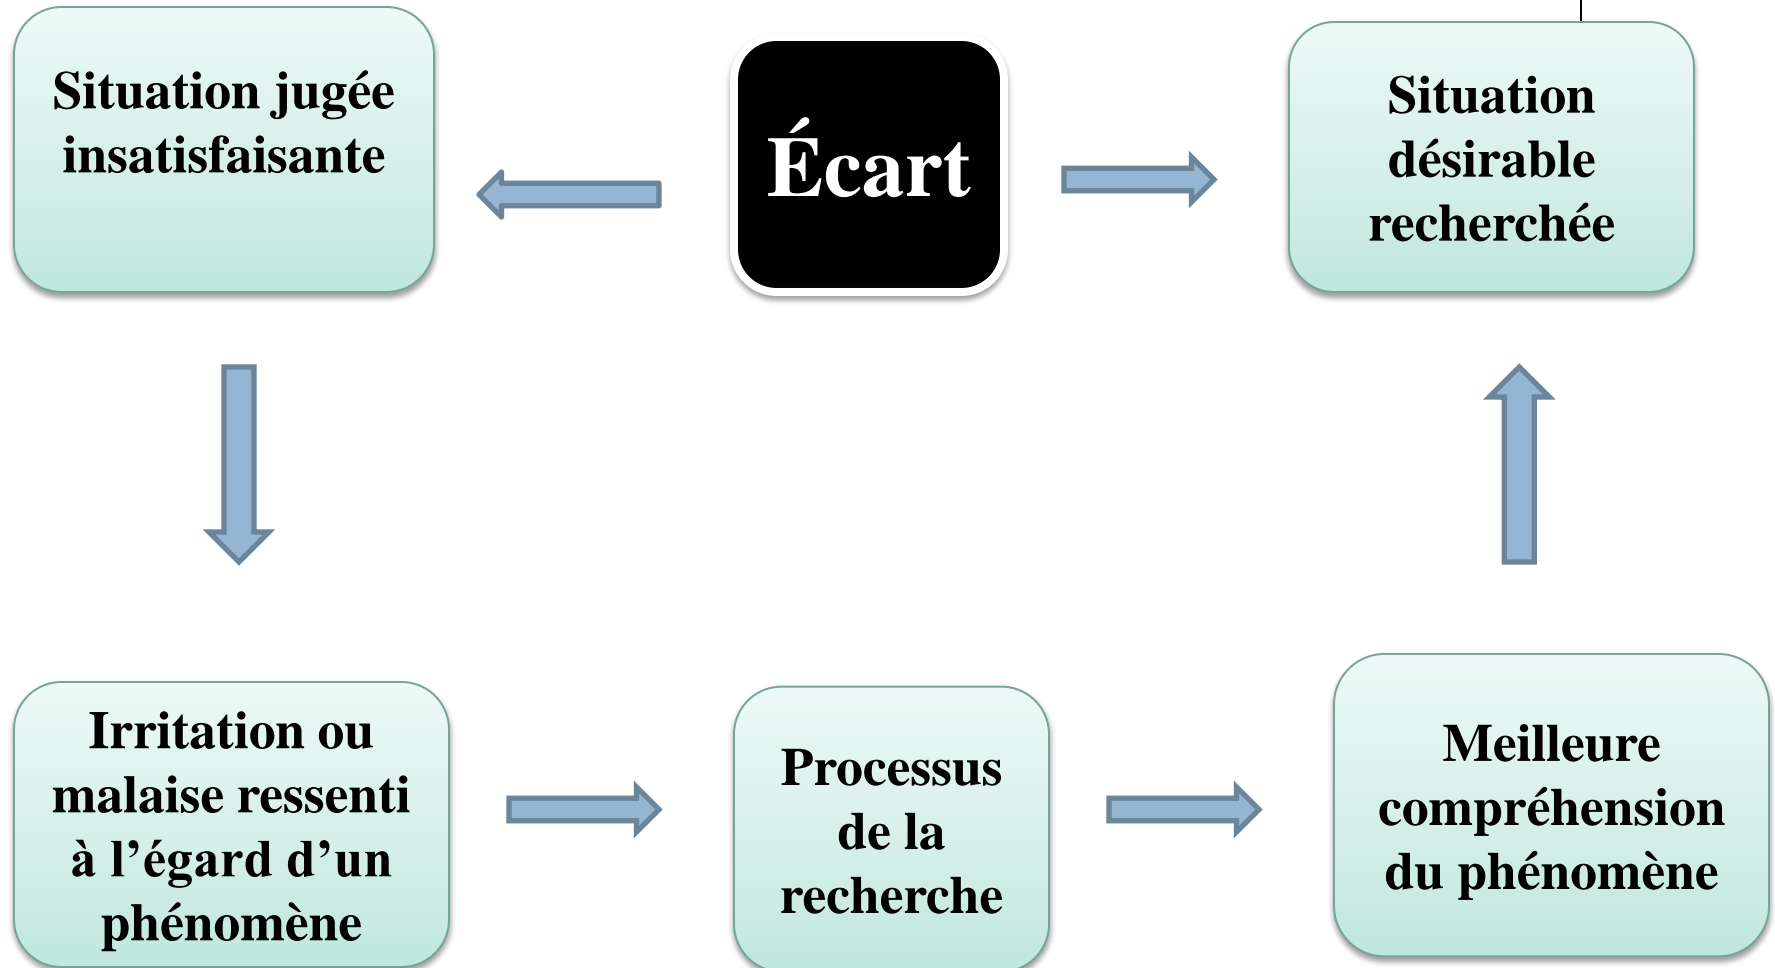 Situation jugée
insatisfaisante
Écart
Situation
désirable
recherchée
Irritation ou
malaise ressenti
à l’égard d’un
phénomène
Processus
de la
recherche
Meilleure
compréhension
du phénomène